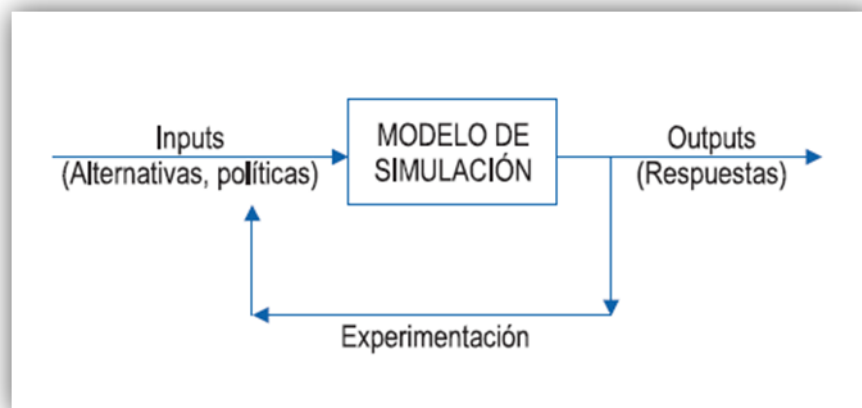 Inputs
(Alternativas, políticas)
MODELO DE
SIMULACIÓN
Outputs
(Respuestas)
Experimentación